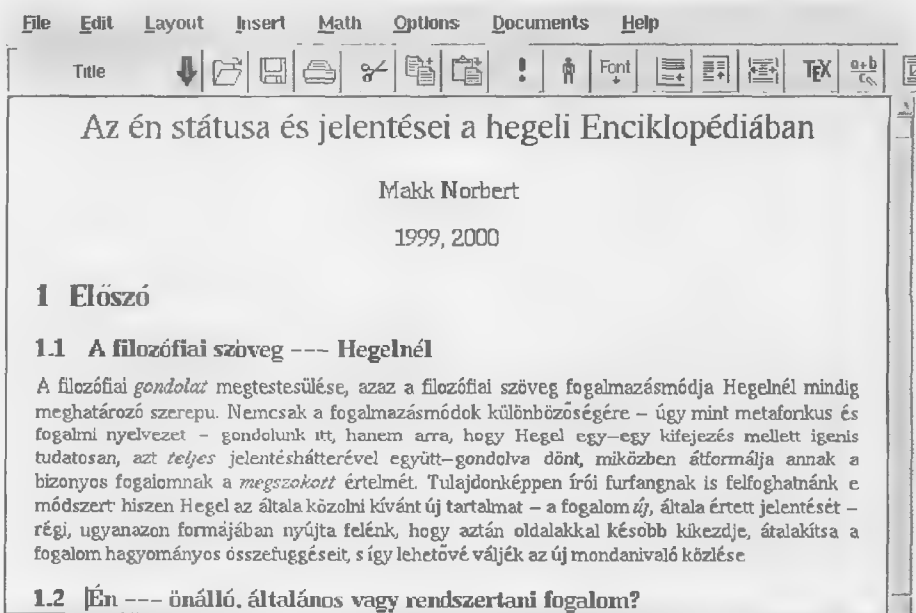 File Edit Layout Insert Math Options Documents Help
Title Font TEX a+b c
Az én státusa és jelentései a hegeli Enciklopédiában
Makk Norbert
1999, 2000
1 Előszó
1.1 A filozófiai szöveg --- Hegelnél
A filozófiai gondolat megtestesülése, azaz a filozófiai szöveg fogalmazásmódja Hegelnél mindig
meghatározó szerepu. Nemcsak a fogalmazásmódok különbözőségére – úgy mint metaforikus és
fogalmi nyelvezet – gondolunk itt, hanem arra, hogy Hegel egy–egy kifejezés mellett igenis
tudatosan, azt teljes jelentéshátterével együtt–gondolva dönt, miközben átformálja annak a
bizonyos fogalomnak a megszokott értelmét. Tulajdonképpen írói furfangnak is felfoghatnánk e
módszert hiszen Hegel az általa közölni kívánt új tartalmat – a fogalom új, általa értett jelentését –
régi, ugyanazon formájában nyújta felénk, hogy aztán oldalakkal később kikezdje, átalakítsa a
fogalom hagyományos összefuggéseit, s így lehetővé váljék az új mondanivaló közlése
1.2 Én --- önálló, általános vagy rendszertani fogalom?